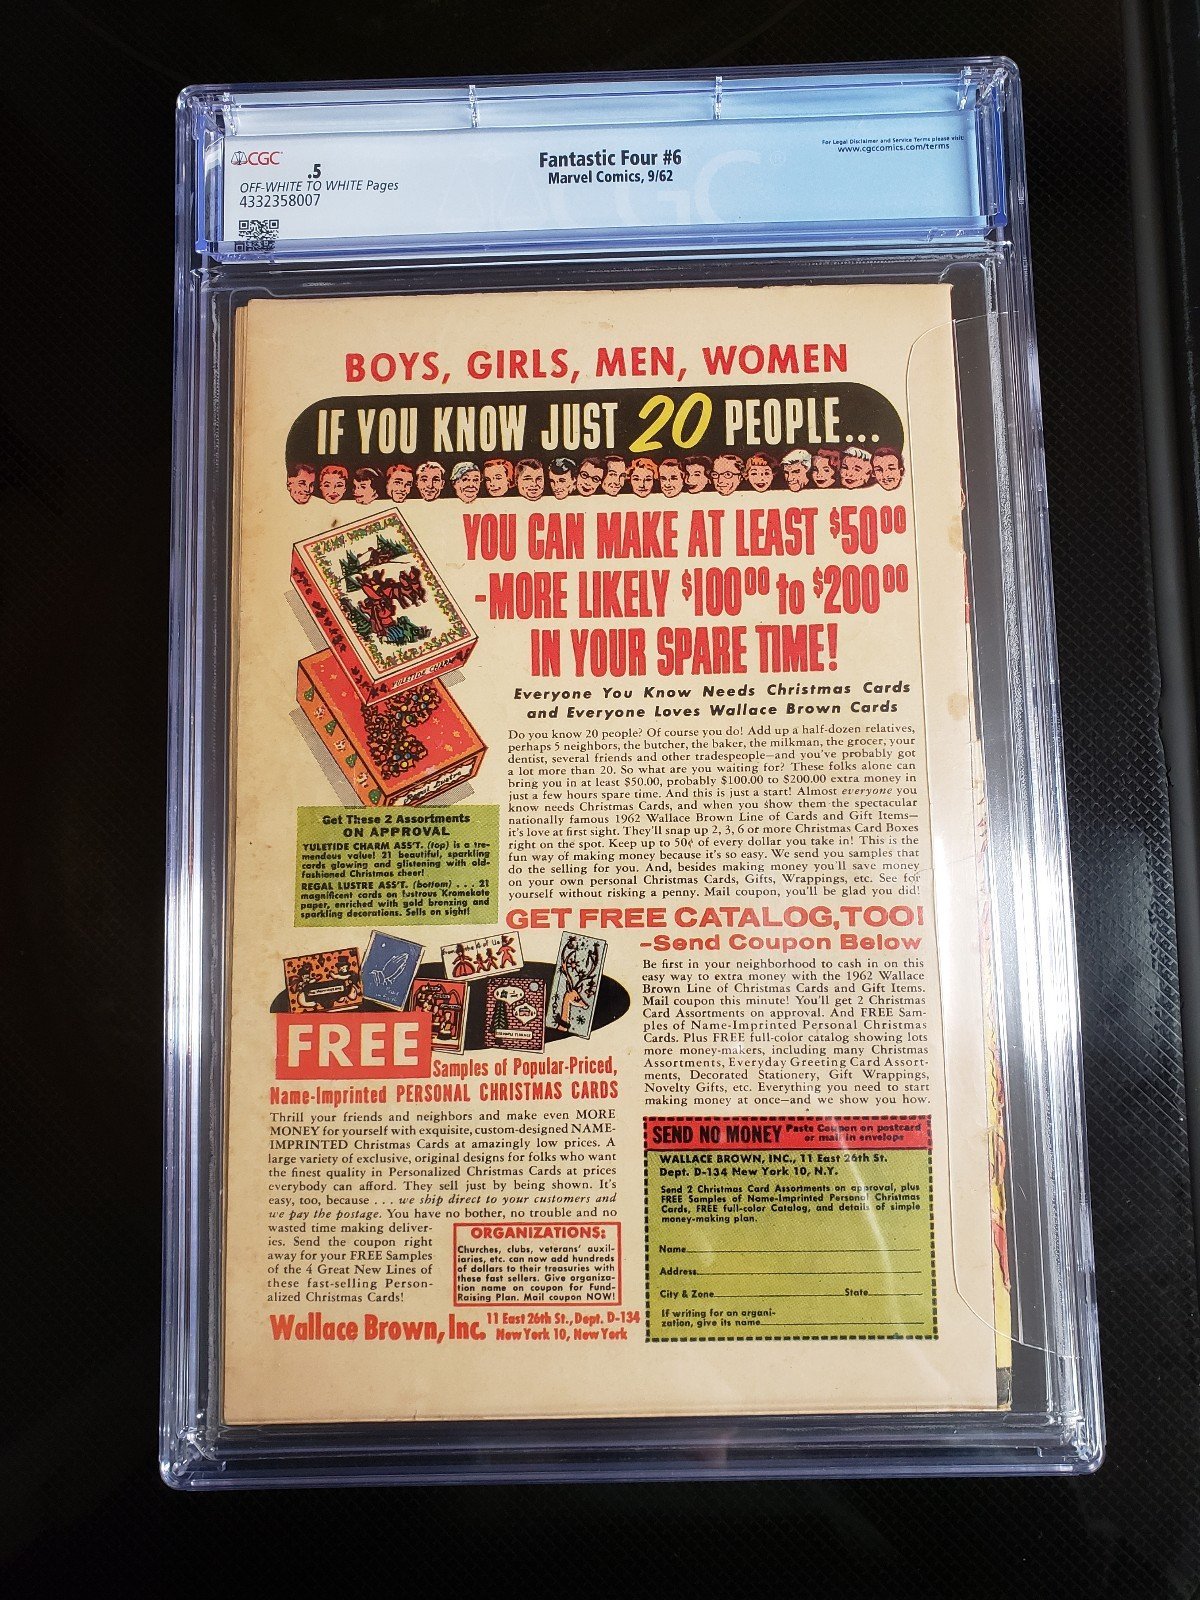 CGC
.5
OFF-WHITE TO WHITE Pages
4332358007
Fantastic Four #6
Marvel Comics, 9/62
For Legal Disclaimer and Service Terms please visit:
www.cgccomics.com/terms
BOYS, GIRLS, MEN, WOMEN
IF YOU KNOW JUST 20 PEOPLE...
YOU CAN MAKE AT LEAST $5000
-MORE LIKELY $10000 to $20000
IN YOUR SPARE TIME!
Everyone You Know Needs Christmas Cards
and Everyone Loves Wallace Brown Cards
Do you know 20 people? Of course you do! Add up a half-dozen relatives,
perhaps 5 neighbors, the butcher, the baker, the milkman, the grocer, your
dentist, several friends and other tradespeople—and you've probably got
a lot more than 20. So what are you waiting for? These folks alone can
bring you in at least $50.00, probably $100.00 to $200.00 extra money in
just a few hours spare time. And this is just a start! Almost everyone you
know needs Christmas Cards, and when you show them the spectacular
nationally famous 1962 Wallace Brown Line of Cards and Gift Items—
it's love at first sight. They'll snap up 2, 3, 6 or more Christmas Card Boxes
right on the spot. Keep up to 50¢ of every dollar you take in! This is the
fun way of making money because it's so easy. We send you samples that
do the selling for you. And, besides making money you'll save money
on your own personal Christmas Cards, Gifts, Wrappings, etc. See for
yourself without risking a penny. Mail coupon, you'll be glad you did!
YULETIDE CHARM
Regal Lustre
Get These 2 Assortments
ON APPROVAL
YULETIDE CHARM ASS'T. (top) is a tre-
mendous value! 21 beautiful, sparkling
cards glowing and glistening with old-
fashioned Christmas cheer!
REGAL LUSTRE ASS'T. (bottom) . . . 21
magnificent cards on lustrous Kromekote
paper, enriched with gold bronzing and
sparkling decorations. Sells on sight!
GET FREE CATALOG, TOO!
-Send Coupon Below
Be first in your neighborhood to cash in on this
easy way to extra money with the 1962 Wallace
Brown Line of Christmas Cards and Gift Items.
Mail coupon this minute! You'll get 2 Christmas
Card Assortments on approval. And FREE Sam-
ples of Name-Imprinted Personal Christmas
Cards. Plus FREE full-color catalog showing lots
more money-makers, including many Christmas
Assortments, Everyday Greeting Card Assort-
ments, Decorated Stationery, Gift Wrappings,
Novelty Gifts, etc. Everything you need to start
making money at once—and we show you how.
From the 4 of Us
FREE
Samples of Popular-Priced,
Name-Imprinted PERSONAL CHRISTMAS CARDS
Thrill your friends and neighbors and make even MORE
MONEY for yourself with exquisite, custom-designed NAME-
IMPRINTED Christmas Cards at amazingly low prices. A
large variety of exclusive, original designs for folks who want
the finest quality in Personalized Christmas Cards at prices
everybody can afford. They sell just by being shown. It's
easy, too, because . . . we ship direct to your customers and
we pay the postage. You have no bother, no trouble and no
wasted time making deliver-
ies. Send the coupon right
away for your FREE Samples
of the 4 Great New Lines of
these fast-selling Person-
alized Christmas Cards!
ORGANIZATIONS:
Churches, clubs, veterans' auxil-
iaries, etc. can now add hundreds
of dollars to their treasuries with
these fast sellers. Give organiza-
tion name on coupon for Fund-
Raising Plan. Mail coupon NOW!
Wallace Brown, Inc. 11 East 26th St., Dept. D-134
New York 10, New York
SEND NO MONEY Paste Coupon on postcard
or mail in envelope
WALLACE BROWN, INC., 11 East 26th St.
Dept. D-134 New York 10, N.Y.
Send 2 Christmas Card Assortments on approval, plus
FREE Samples of Name-Imprinted Personal Christmas
Cards, FREE full-color Catalog, and details of simple
money-making plan.
Name
Address
City & Zone State
If writing for an organi-
zation, give its name